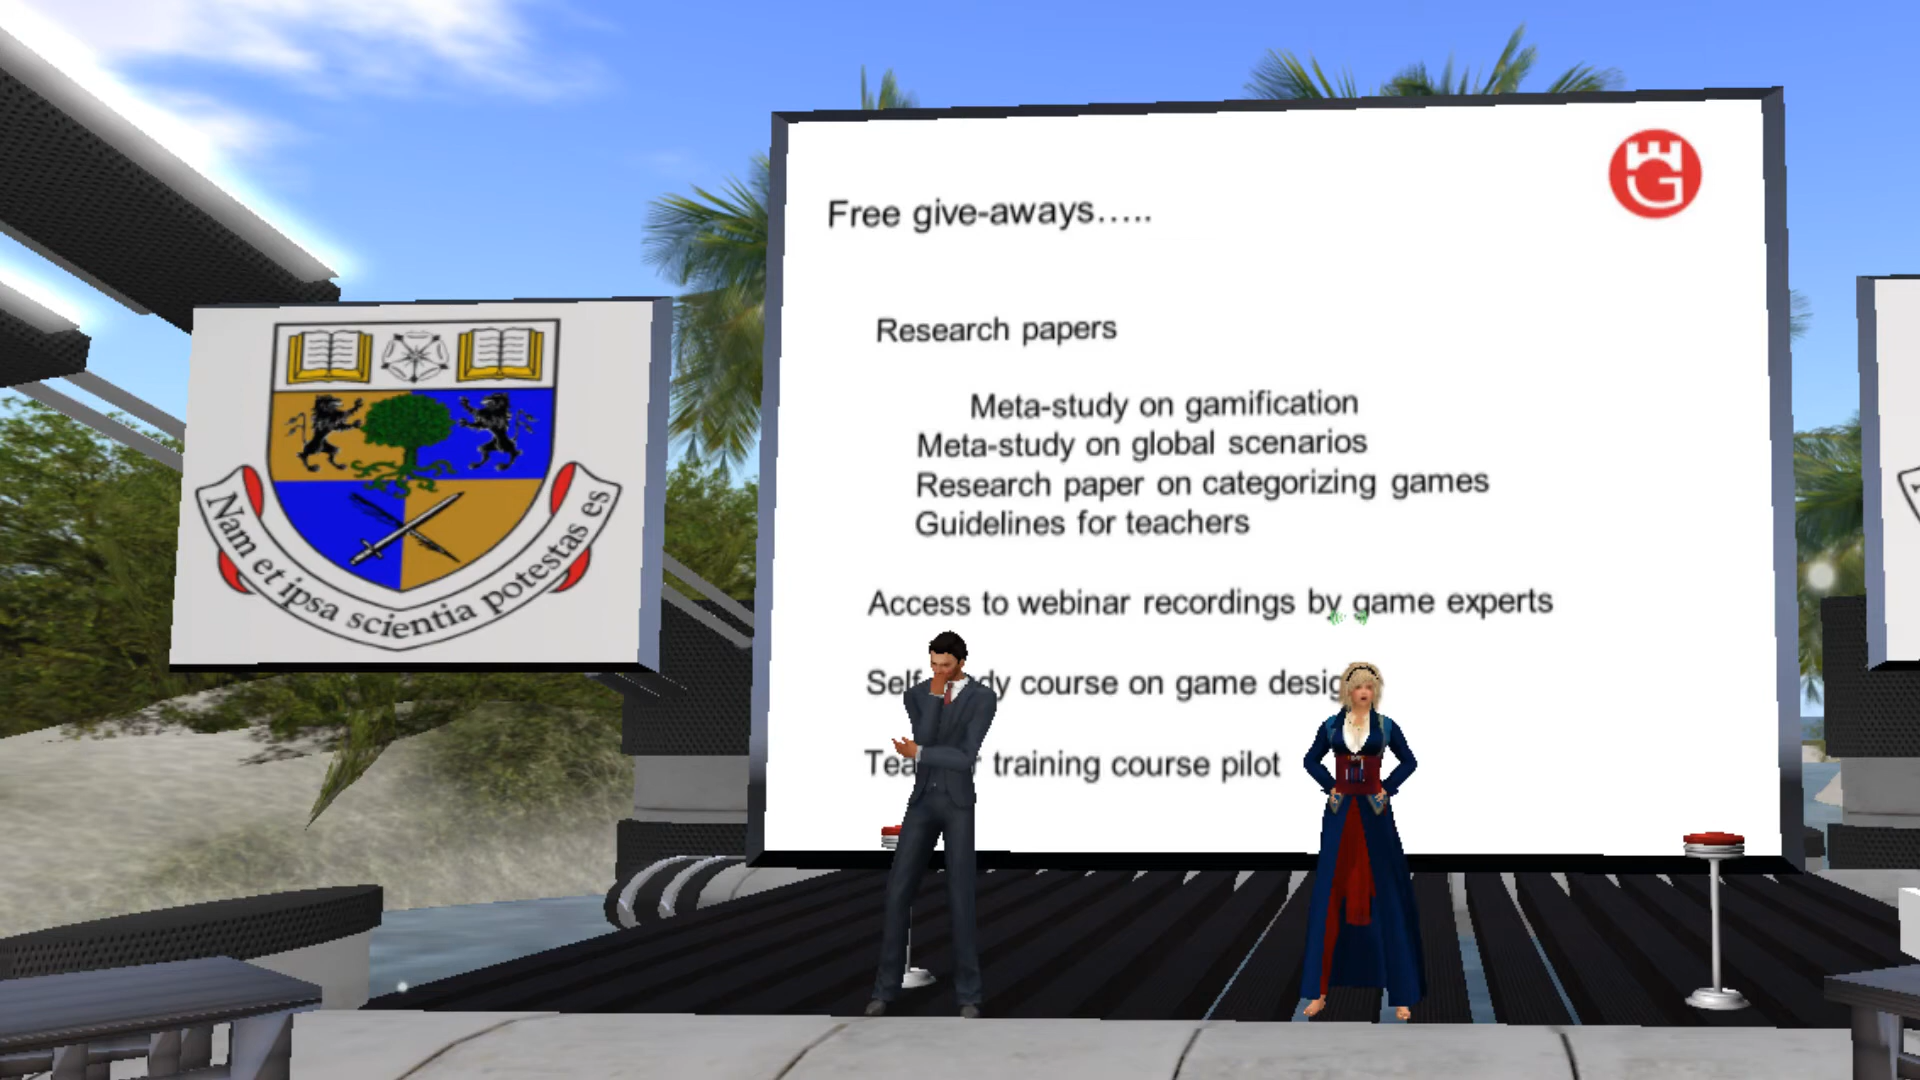 Free give-aways.....
Research papers
Meta-study on gamification
Meta-study on global scenarios
Research paper on categorizing games
Guidelines for teachers
Access to webinar recordings by game experts
course on game
training course pilot
Nam et ipsa scientia potestas es